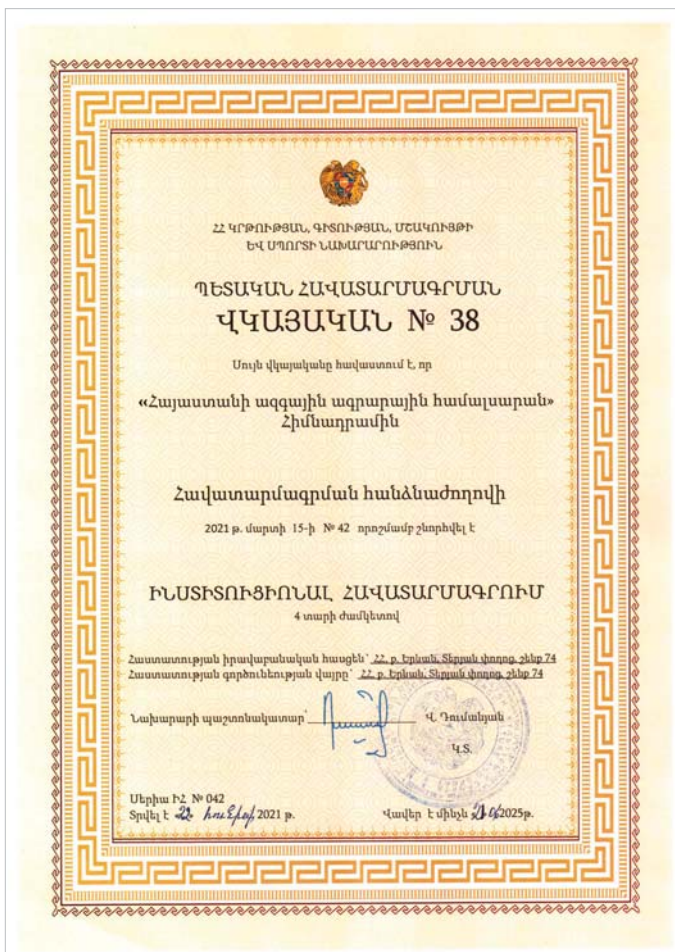 ՀՀ ԿՐԹՈՒԹՅԱՆ, ԳԻՏՈՒԹՅԱՆ, ՄՇԱԿՈՒՅԹԻ
ԵՎ ՍՊՈՐՏԻ ՆԱԽԱՐԱՐՈՒԹՅՈՒՆ
ՊԵՏԱԿԱՆ ՀԱՎԱՏԱՐՄԱԳՐՄԱՆ
ՎԿԱՅԱԿԱՆ № 38
Սույն վկայականը հավաստում է, որ
«Հայաստանի ազգային ագրարային համալսարան»
Հիմնադրամին
Հավատարմագրման հանձնաժողովի
2021 թ. մարտի 15-ի № 42 որոշմամբ շնորհվել է
ԻՆՍՏԻՏՈՒՑԻՈՆԱԼ ՀԱՎԱՏԱՐՄԱԳՐՈՒՄ
4 տարի ժամկետով
Հաստատության իրավաբանական հասցեն՝ ՀՀ, ք. Երևան, Տերյան փողոց, շենք 74
Հաստատության գործունեության վայրը՝ ՀՀ, ք. Երևան, Տերյան փողոց, շենք 74
Նախարարի պաշտոնակատար՝ Վ. Դումանյան
Կ.Տ.
Սերիա ԻՀ № 042
Տրվել է 22 հունիսի 2021 թ. Վավեր է մինչև 06 2025թ.